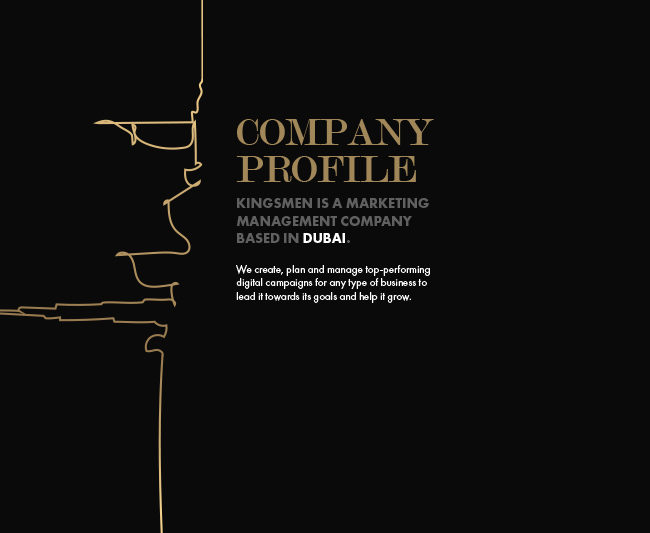 COMPANY
PROFILE
KINGSMEN IS A MARKETING
MANAGEMENT COMPANY
BASED IN DUBAI.
We create, plan and manage top-performing
digital campaigns for any type of business to
lead it towards its goals and help it grow.